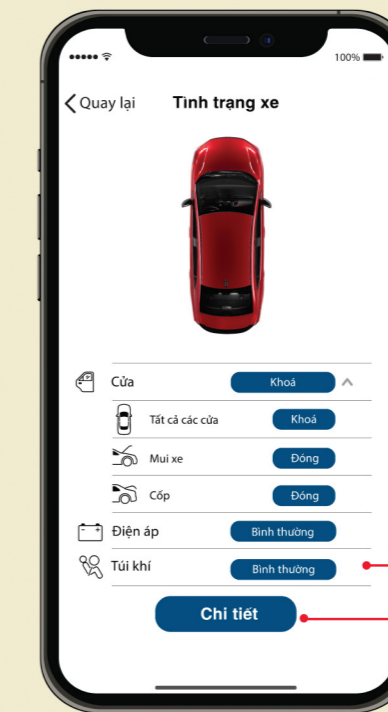 100%
Quay lại Tình trạng xe
Cửa Khoá
Tất cả các cửa Khoá
Mui xe Đóng
Cốp Đóng
Điện áp Bình thường
Túi khí Bình thường
Chi tiết